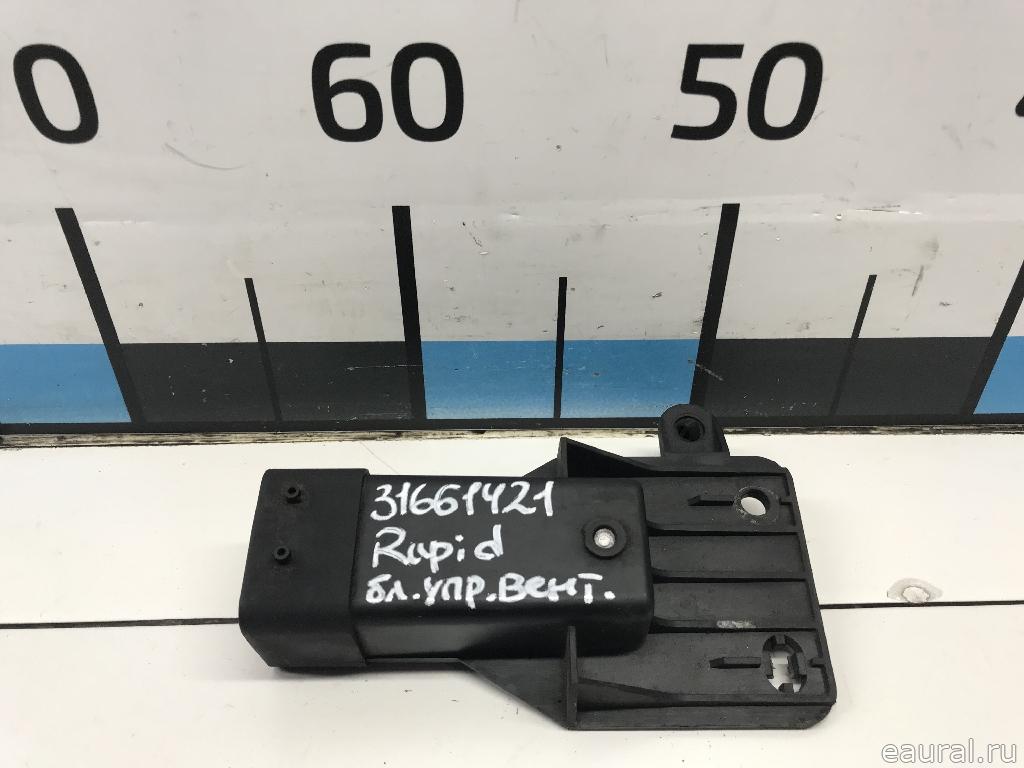 0 60 50
31661421
Rapid
бл.упр.вент.
eaural.ru